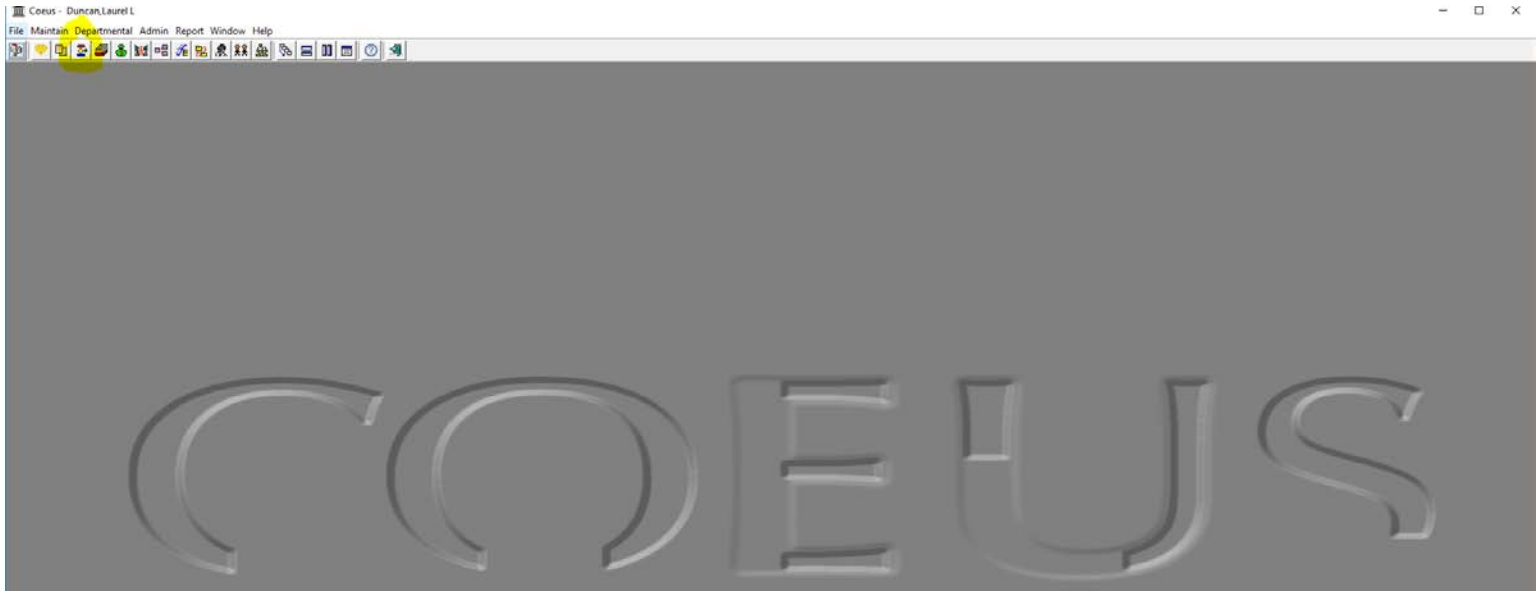 Coeus - Duncan,Laurel L
File Maintain Departmental Admin Report Window Help
COEUS